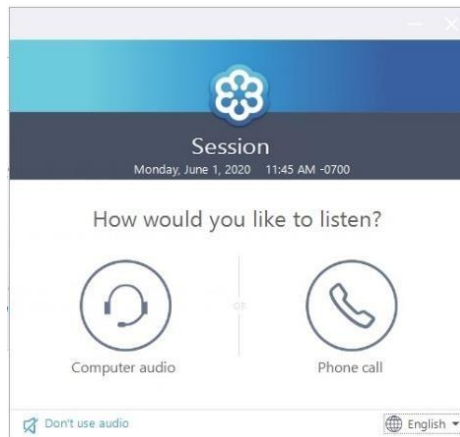 Session
Monday, June 1, 2020 11:45 AM -0700
How would you like to listen?
OR
Computer audio
Phone call
Don't use audio
English